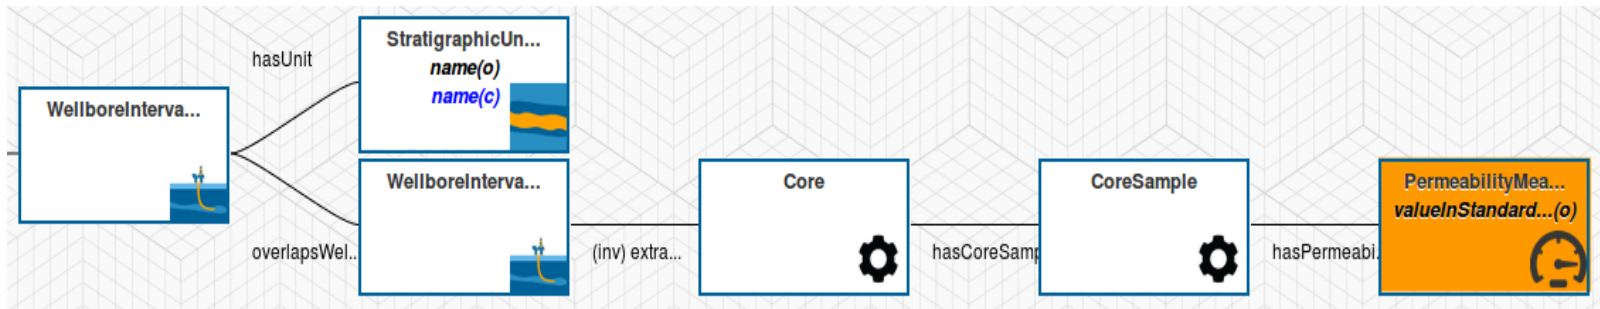 WellboreInterva...
hasUnit
StratigraphicUn...
name(o)
name(c)
overlapsWel..
WellboreInterva...
(inv) extra...
Core
hasCoreSamp
CoreSample
hasPermeabi.
PermeabilityMea...
valueInStandard...(o)